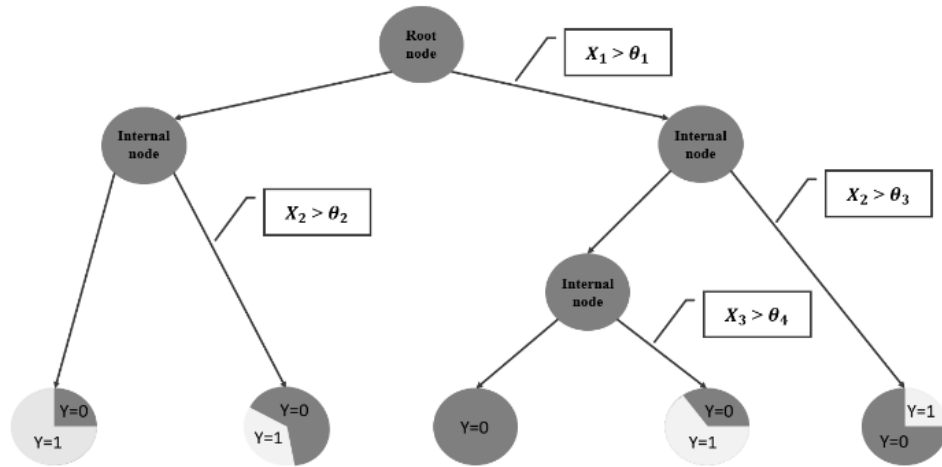 Root
node
X₁ > θ₁
Internal
node
Internal
node
X₂ > θ₂
X₂ > θ₃
Internal
node
X₃ > θ₄
Y=0
Y=1
Y=0
Y=1
Y=0
Y=0
Y=1
Y=1
Y=0